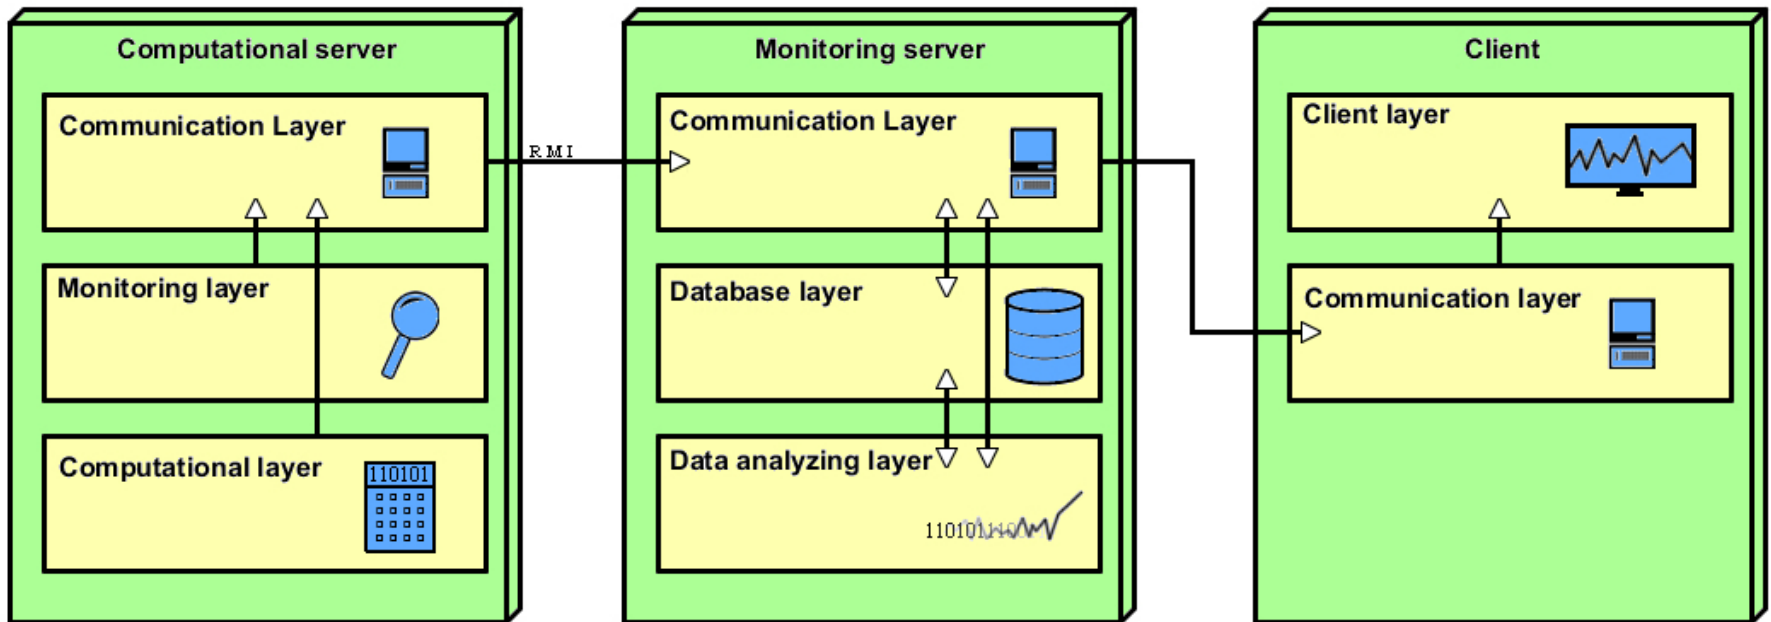 Computational server
Communication Layer
Monitoring layer
Computational layer
110101
RMI
Monitoring server
Communication Layer
Database layer
Data analyzing layer
Client
Client layer
Communication layer